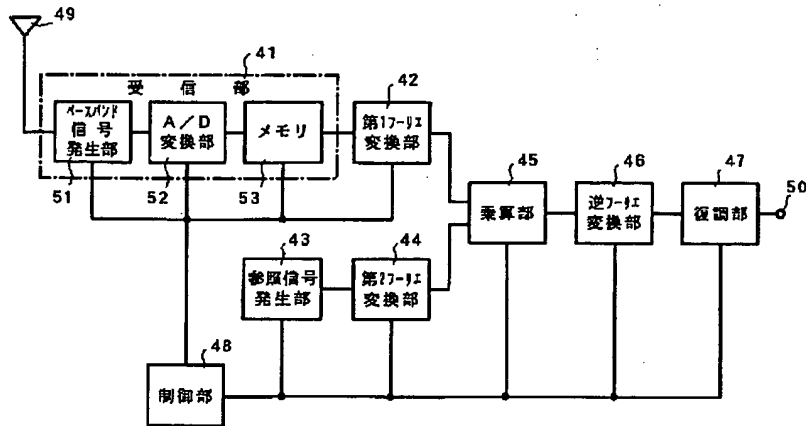 49
41
受信部
ベースバンド
信号
発生部
51
A/D
変換部
52
メモリ
53
42
第1フーリエ
変換部
45
乗算部
46
逆フーリエ
変換部
47
復調部
50
43
参照信号
発生部
44
第2フーリエ
変換部
48
制御部